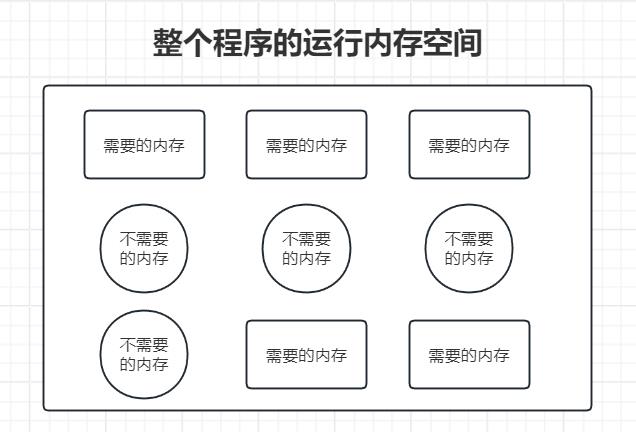 整个程序的运行内存空间
需要的内存 需要的内存 需要的内存
不需要
的内存
不需要
的内存
不需要
的内存
不需要
的内存
需要的内存 需要的内存